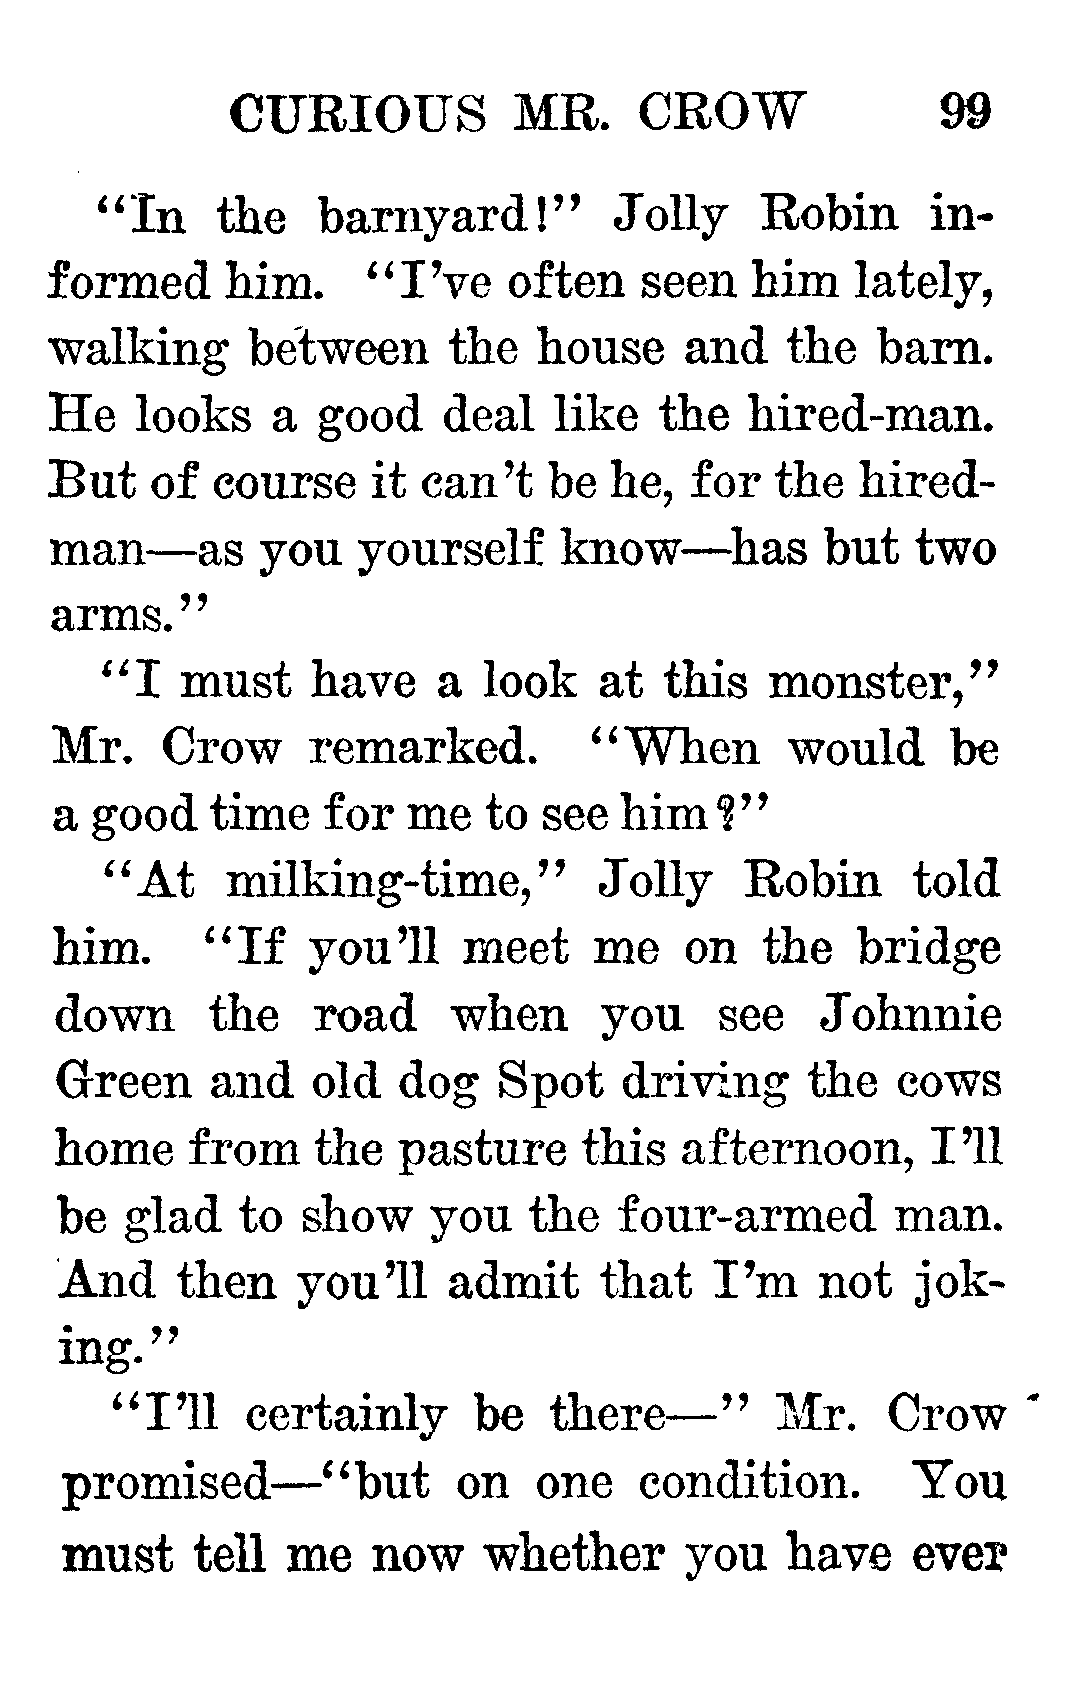 CURIOUS MR. CROW 99
“In the barnyard!” Jolly Robin in-
formed him. “I’ve often seen him lately,
walking between the house and the barn.
He looks a good deal like the hired-man.
But of course it can’t be he, for the hired-
man—as you yourself know—has but two
arms.”
“I must have a look at this monster,”
Mr. Crow remarked. “When would be
a good time for me to see him?”
“At milking-time,” Jolly Robin told
him. “If you’ll meet me on the bridge
down the road when you see Johnnie
Green and old dog Spot driving the cows
home from the pasture this afternoon, I’ll
be glad to show you the four-armed man.
And then you’ll admit that I’m not jok-
ing.”
“I’ll certainly be there—” Mr. Crow
promised—“but on one condition. You
must tell me now whether you have ever